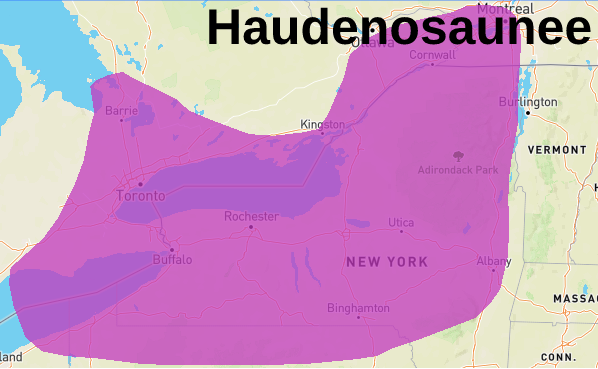 Haudenosaunee
Montreal
Ottawa
Cornwall
Barrie
Burlington
Kingston
VERMONT
Adirondack Park
Toronto
Rochester
Utica
Buffalo
NEW YORK
Albany
Binghamton
MASSA
land
CONN.